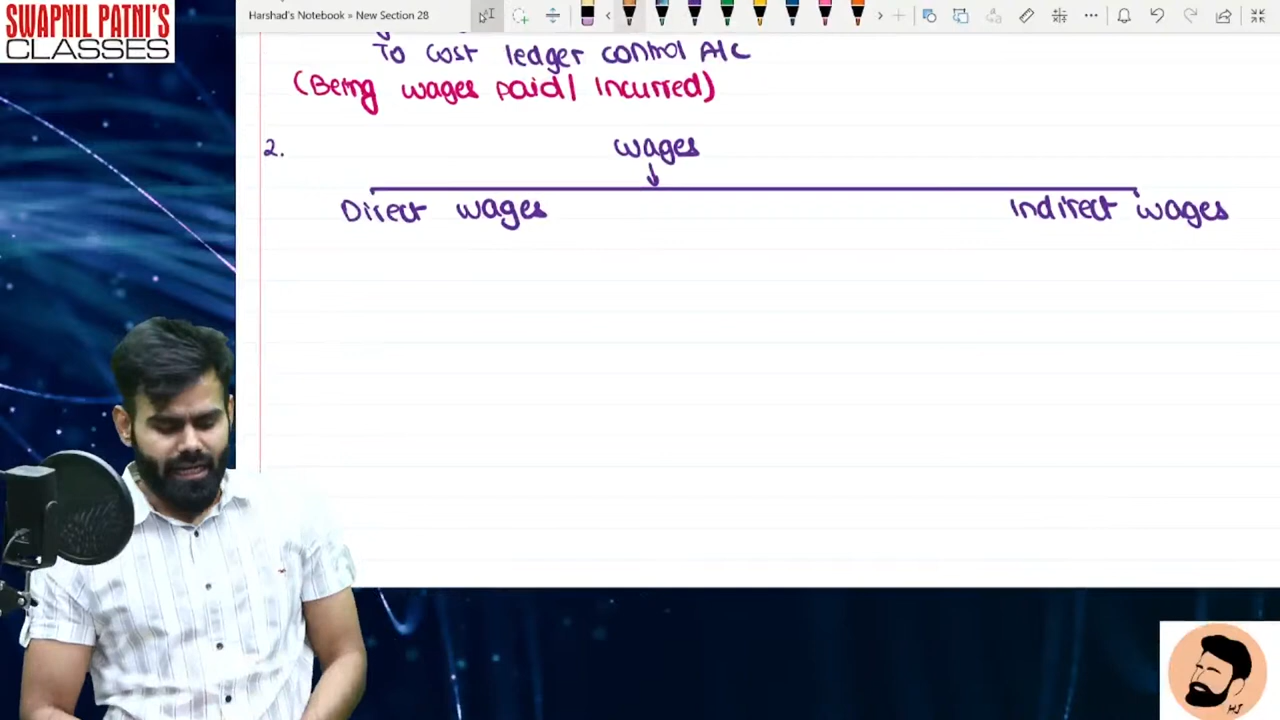 SWAPNIL PATNI'S
CLASSES
Harshad's Notebook » New Section 28
To cost ledger control A/c
(Being wages paid/ Incurred)
2. wages
Direct wages Indirect wages
HJ